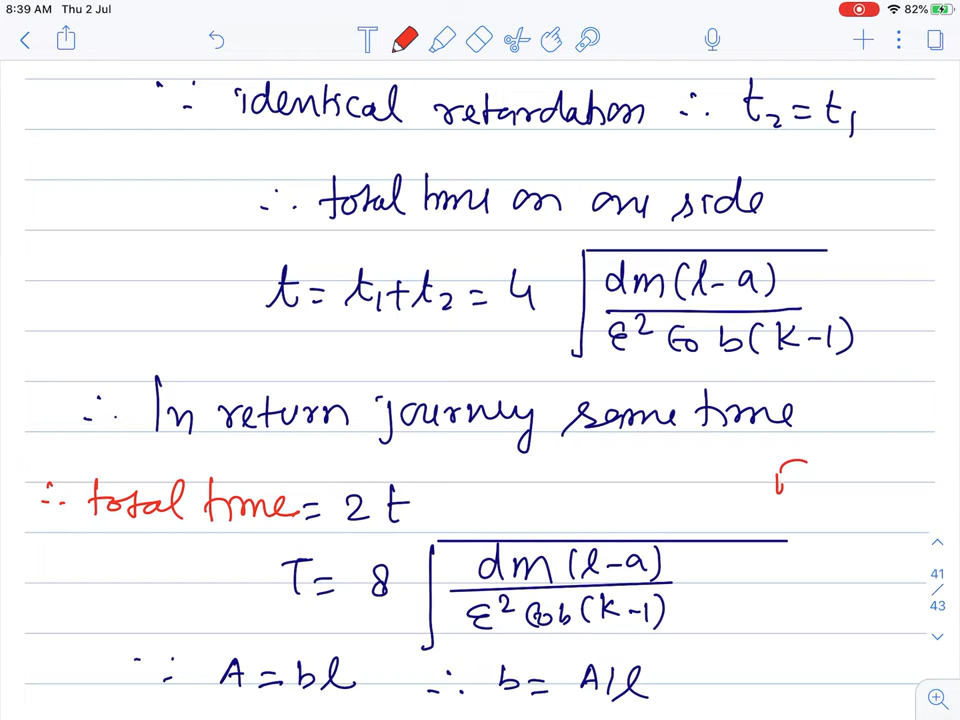 8:39 AM Thu 2 Jul 82%
T
∵ identical retardation ∴ t₂ = t₁
∴ total time on one side
t = t₁ + t₂ = 4 √(dm(l-a) / ε² ε₀ b(K-1))
∴ In return journey same time
∴ total time = 2 t
T = 8 √(dm(l-a) / ε² ε₀ b(K-1))
∵ A = bl ∴ b = A/l
41
/
43